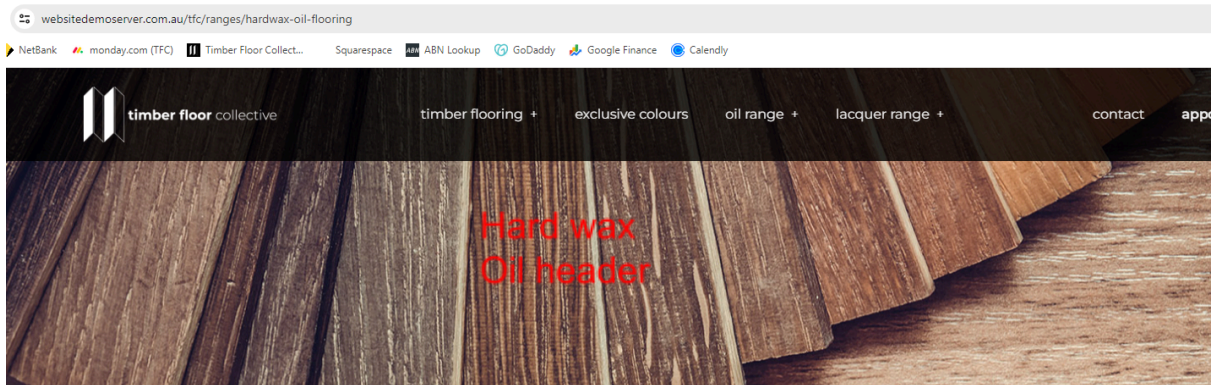 websitedemoserver.com.au/tfc/ranges/hardwax-oil-flooring
NetBank monday.com (TFC) Timber Floor Collect... Squarespace ABN ABN Lookup GoDaddy Google Finance Calendly
timber floor collective timber flooring + exclusive colours oil range + lacquer range + contact appo
Hard wax
Oil header